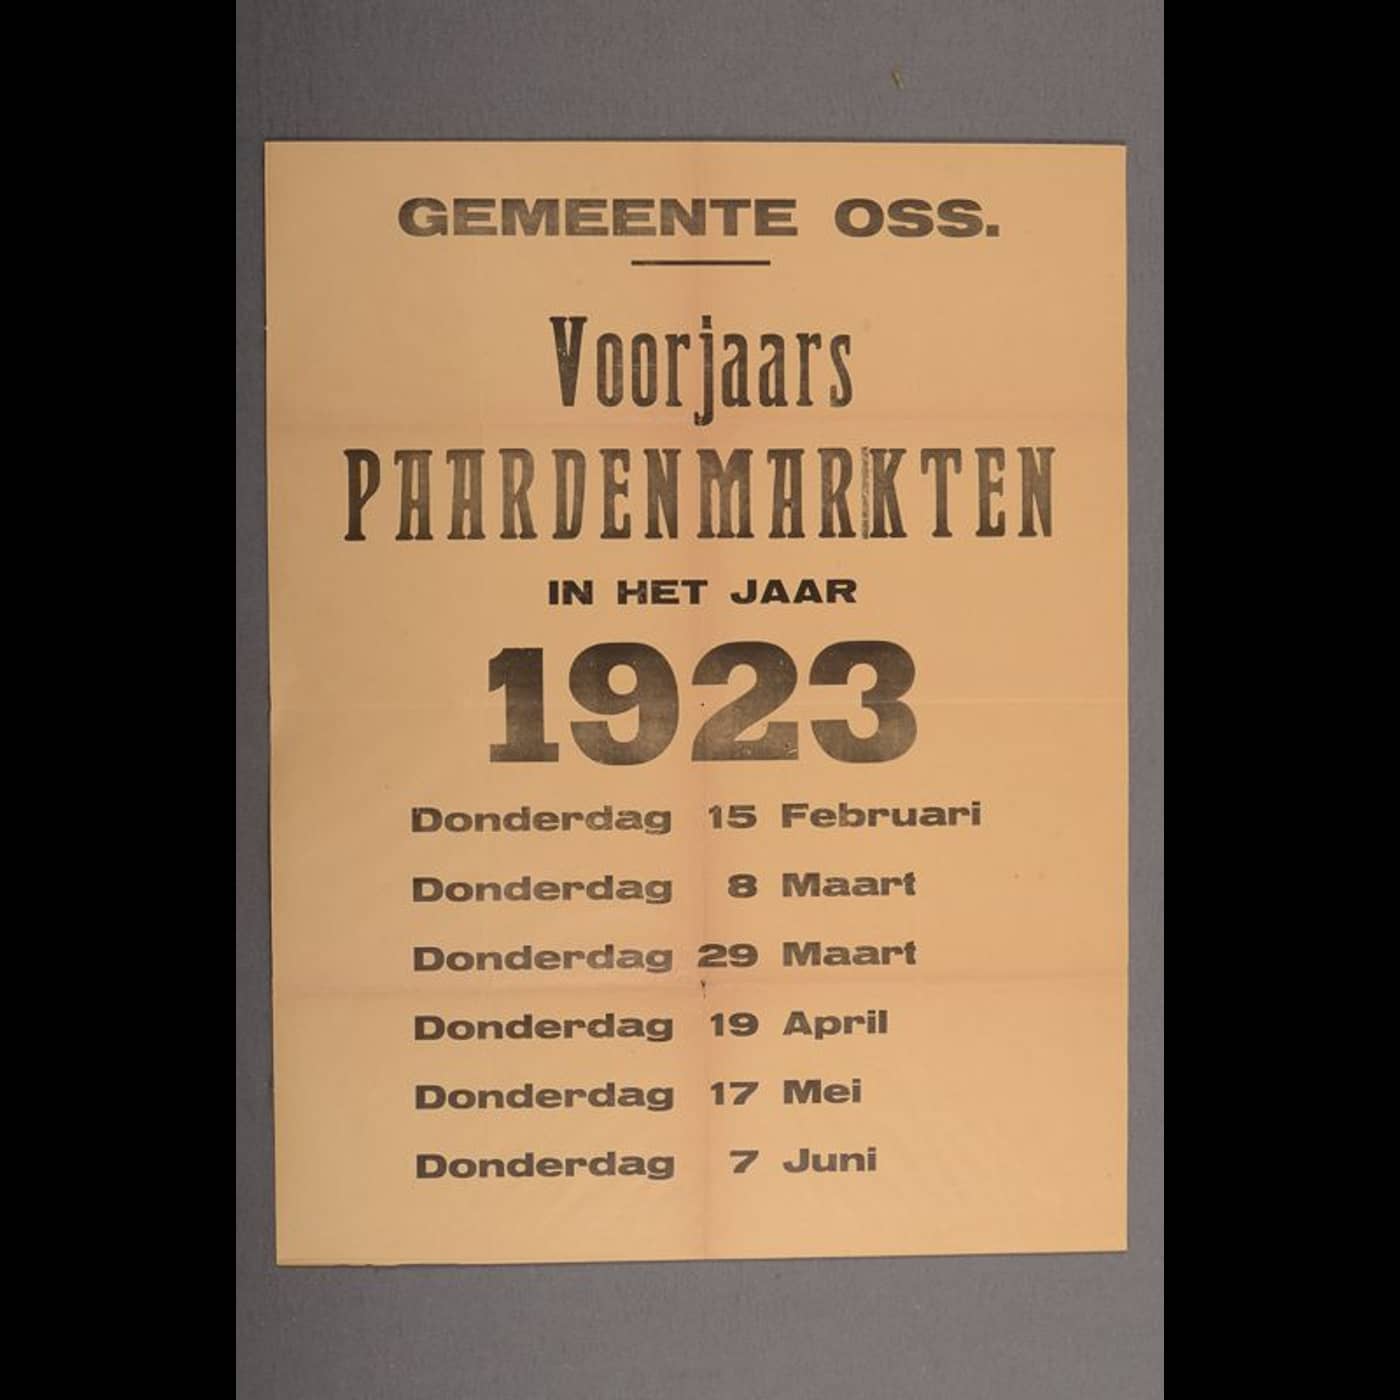 GEMEENTE OSS.
Voorjaars
PAARDENMARKTEN
IN HET JAAR
1923
Donderdag 15 Februari
Donderdag 8 Maart
Donderdag 29 Maart
Donderdag 19 April
Donderdag 17 Mei
Donderdag 7 Juni